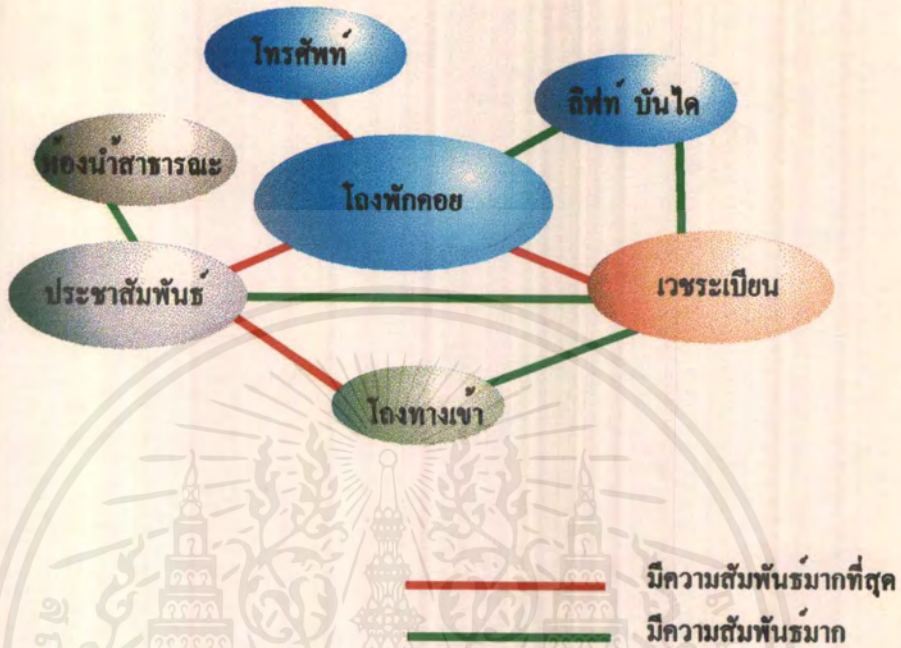 โทรศัพท์
ลิฟท์ บันได
ห้องน้ำสาธารณะ
โถงพักคอย
ประชาสัมพันธ์
เวชระเบียน
โถงทางเข้า
มีความสัมพันธ์มากที่สุด
มีความสัมพันธ์มาก